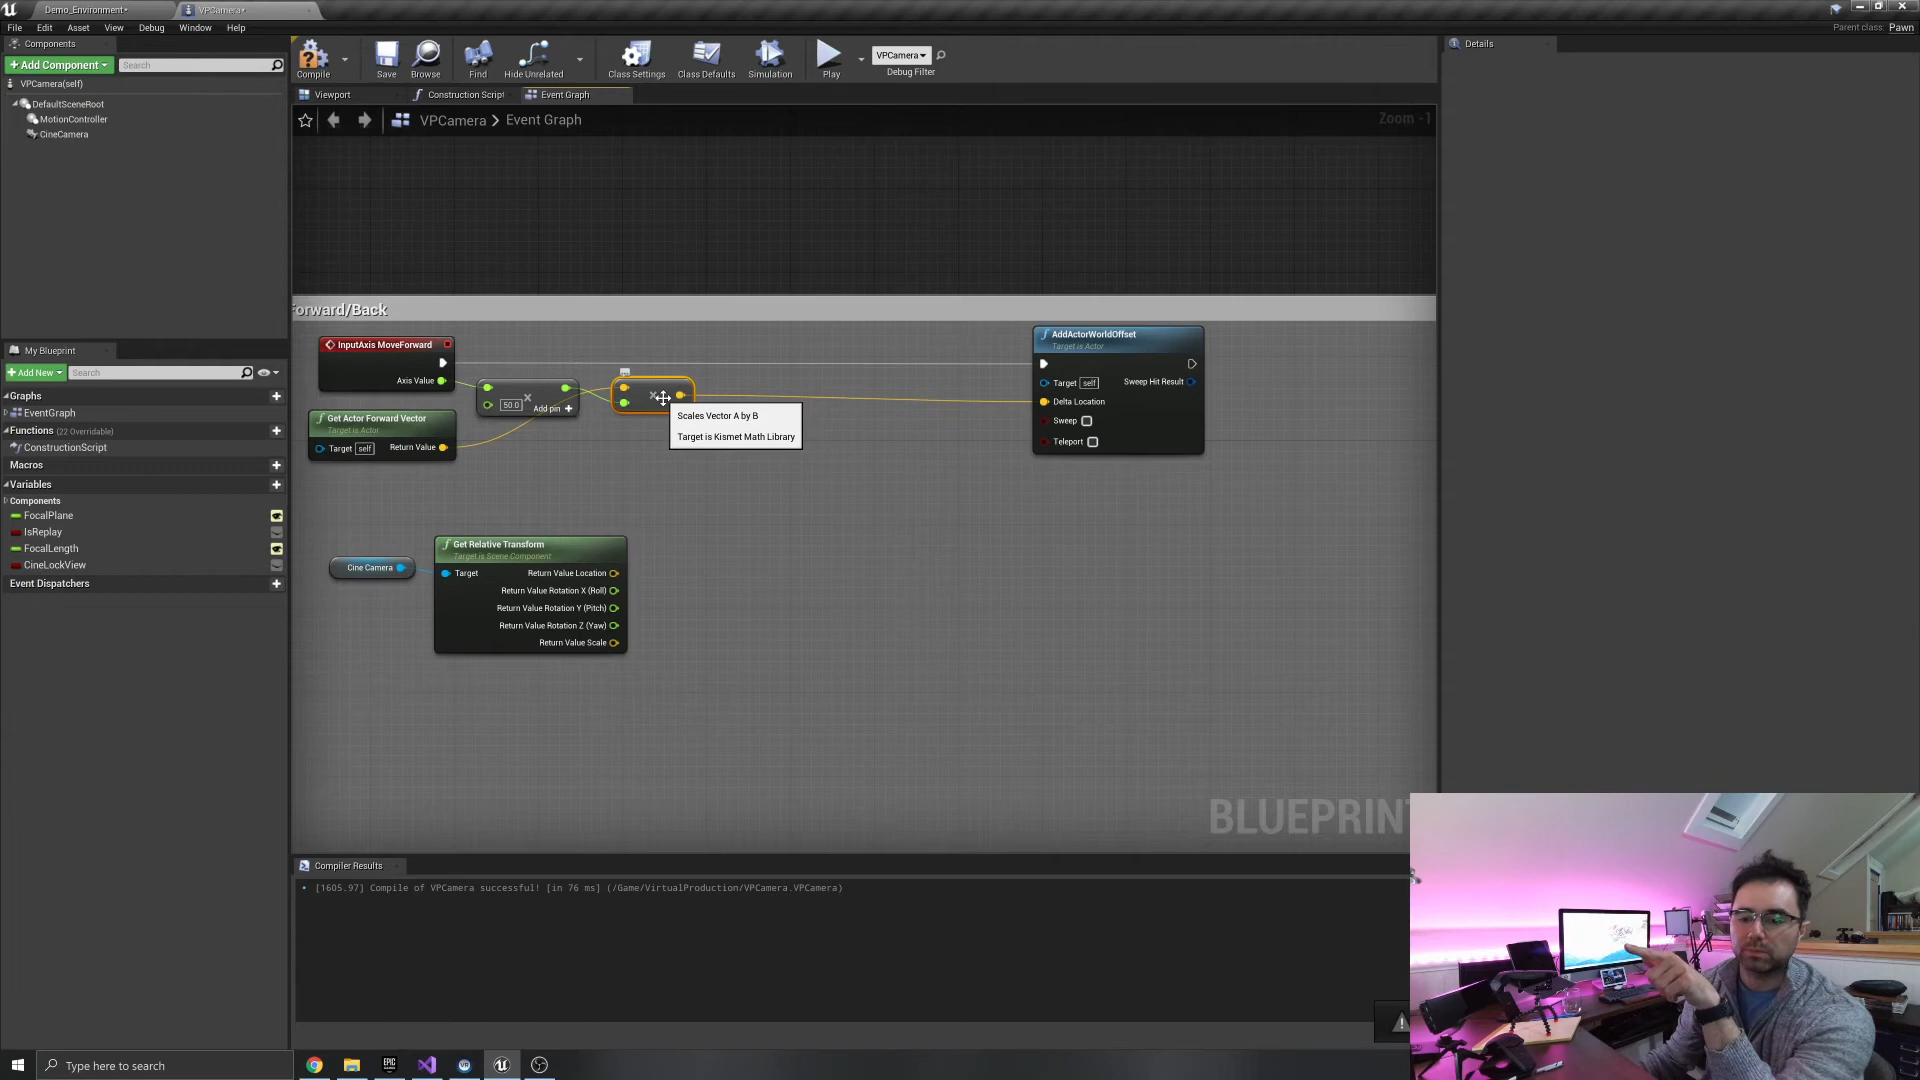 Demo_Environment*
VPCamera*
File Edit Asset View Debug Window Help
Parent class: Pawn
Components
+ Add Component
Search
VPCamera(self)
DefaultSceneRoot
MotionController
CineCamera
My Blueprint
+ Add New
Search
Graphs
EventGraph
Functions (22 Overridable)
ConstructionScript
Macros
Variables
Components
FocalPlane
IsReplay
FocalLength
CineLockView
Event Dispatchers
Compile
Save
Browse
Find
Hide Unrelated
Class Settings
Class Defaults
Simulation
Play
VPCamera
Debug Filter
Viewport
Construction Scrip
Event Graph
VPCamera > Event Graph
Zoom -1
Forward/Back
InputAxis MoveForward
Axis Value
Get Actor Forward Vector
Target is Actor
Target self
Return Value
50.0
Add pin +
Scales Vector A by B
Target is Kismet Math Library
AddActorWorldOffset
Target is Actor
Target self
Sweep Hit Result
Delta Location
Sweep
Teleport
Cine Camera
Get Relative Transform
Target is Scene Component
Target
Return Value Location
Return Value Rotation X (Roll)
Return Value Rotation Y (Pitch)
Return Value Rotation Z (Yaw)
Return Value Scale
BLUEPRIN
Compiler Results
[1605.97] Compile of VPCamera successful! [in 76 ms] (/Game/VirtualProduction/VPCamera.VPCamera)
Details
Type here to search
EPIC